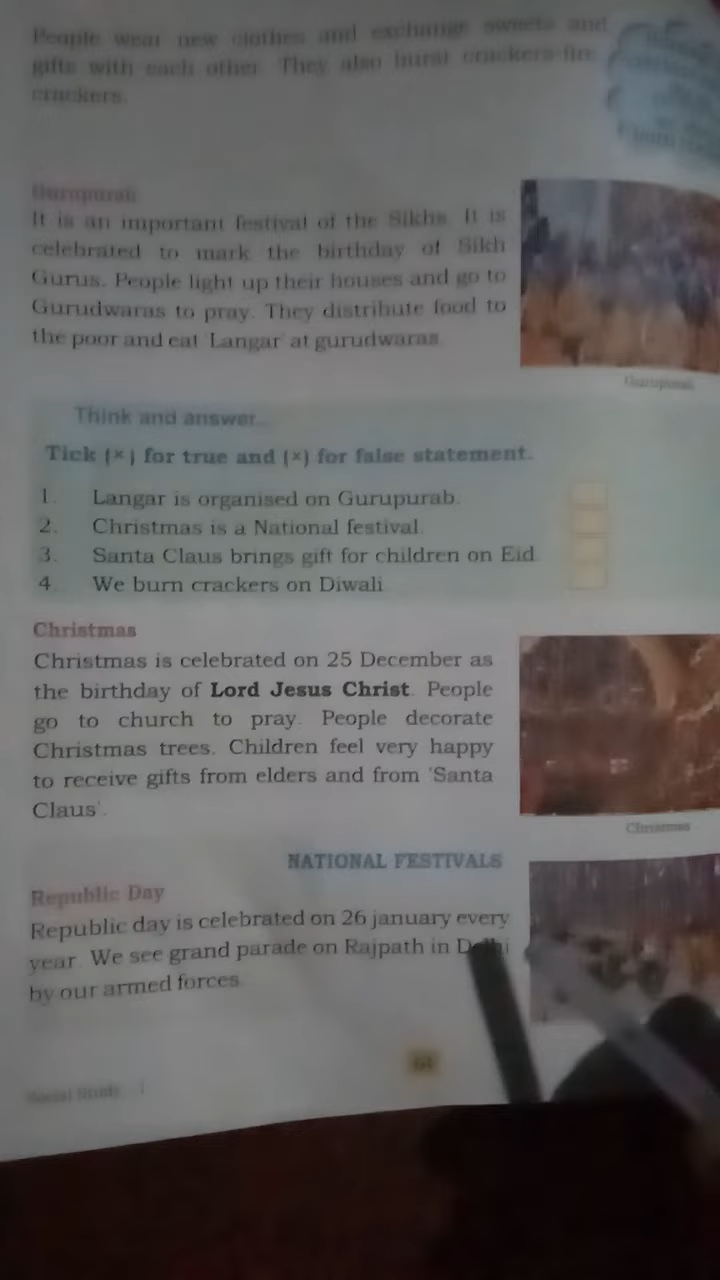 People wear new clothes and exchange sweets and
gifts with each other. They also burst crackers fire
crackers.
Gurupurab
It is an important festival of the Sikhs. It is
celebrated to mark the birthday of Sikh
Gurus. People light up their houses and go to
Gurudwaras to pray. They distribute food to
the poor and eat 'Langar' at gurudwaras.
Gurupurab
Think and answer...
Tick (×) for true and (×) for false statement.
1. Langar is organised on Gurupurab.
2. Christmas is a National festival.
3. Santa Claus brings gift for children on Eid.
4. We burn crackers on Diwali.
Christmas
Christmas is celebrated on 25 December as
the birthday of Lord Jesus Christ. People
go to church to pray. People decorate
Christmas trees. Children feel very happy
to receive gifts from elders and from 'Santa
Claus'.
Christmas
NATIONAL FESTIVALS
Republic Day
Republic day is celebrated on 26 january every
year. We see grand parade on Rajpath in Delhi
by our armed forces.
Social Study